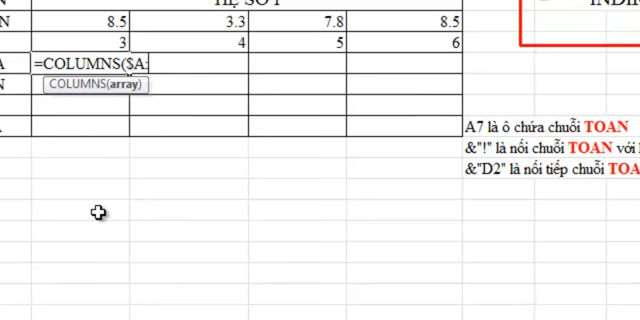 N
HỆ SỐ 1
INDI
N 8.5 3.3 7.8 8.5
3 4 5 6
A =COLUMNS($A:
N COLUMNS(array)
A A7 là ô chứa chuỗi TOAN
&"!" là nối chuỗi TOAN với
&"D2" là nối tiếp chuỗi TOA